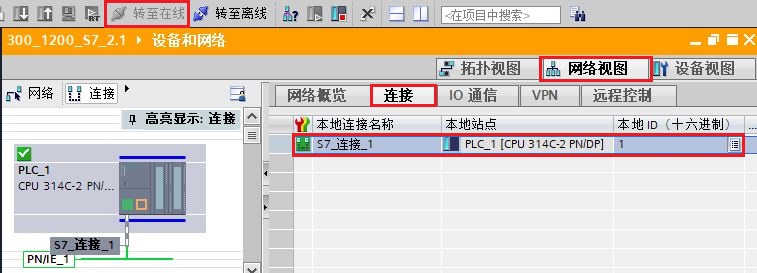 转至在线 转至离线 <在项目中搜索>
300_1200_S7_2.1 › 设备和网络
拓扑视图 网络视图 设备视图
网络 连接
网络概览 连接 IO 通信 VPN 远程控制
高亮显示: 连接
本地连接名称 本地站点 本地 ID（十六进制） ...
S7_连接_1 PLC_1 [CPU 314C-2 PN/DP] 1
PLC_1
CPU 314C-2 PN/...
S7_连接_1
PN/IE_1